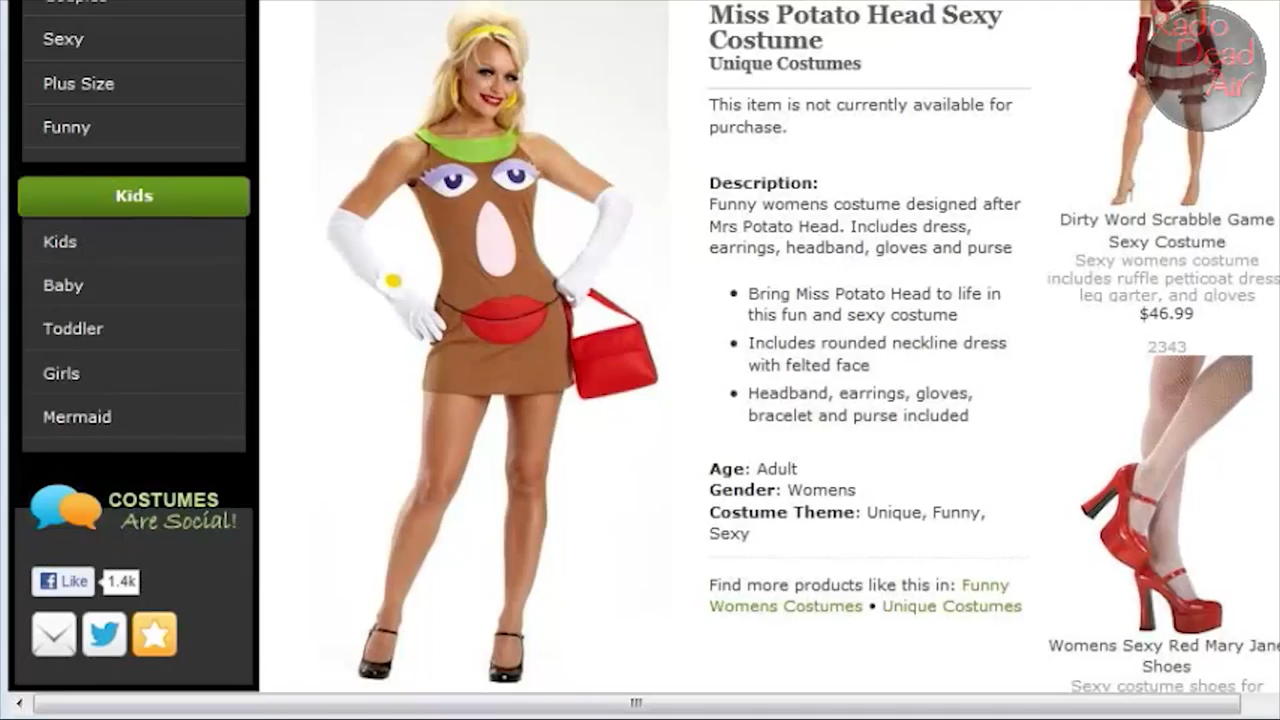 Sexy
Plus Size
Funny
Kids
Kids
Baby
Toddler
Girls
Mermaid
COSTUMES
Are Social!
Like 1.4k
Miss Potato Head Sexy
Costume
Unique Costumes
This item is not currently available for
purchase.
Description:
Funny womens costume designed after
Mrs Potato Head. Includes dress,
earrings, headband, gloves and purse
• Bring Miss Potato Head to life in
this fun and sexy costume
• Includes rounded neckline dress
with felted face
• Headband, earrings, gloves,
bracelet and purse included
Age: Adult
Gender: Womens
Costume Theme: Unique, Funny,
Sexy
Find more products like this in: Funny
Womens Costumes • Unique Costumes
Radio
Dead
Air
Dirty Word Scrabble Game
Sexy Costume
Sexy womens costume
includes ruffle petticoat dress
leg garter, and gloves
$46.99
2343
Womens Sexy Red Mary Jane
Shoes
Sexy costume shoes for